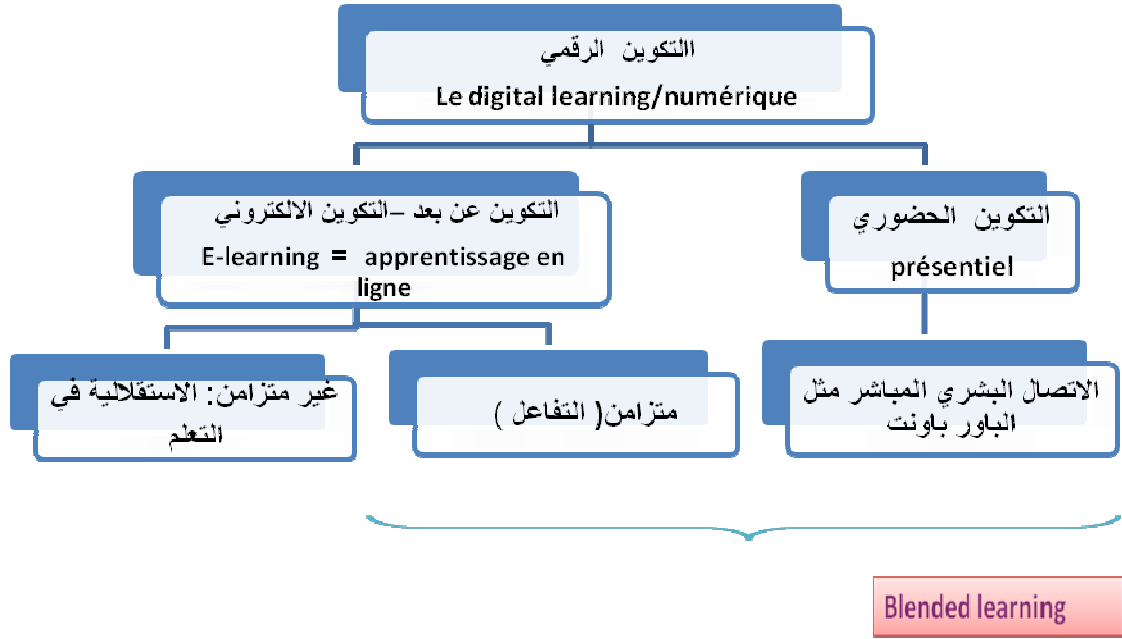 االتكوين الرقمي
Le digital learning/numérique
التكوين الحضوري
présentiel
التكوين عن بعد –التكوين الالكتروني
E-learning = apprentissage en
ligne
الاتصال البشري المباشر مثل
الباور باونت
متزامن( التفاعل )
غير متزامن: الاستقلالية في
التعلم
Blended learning